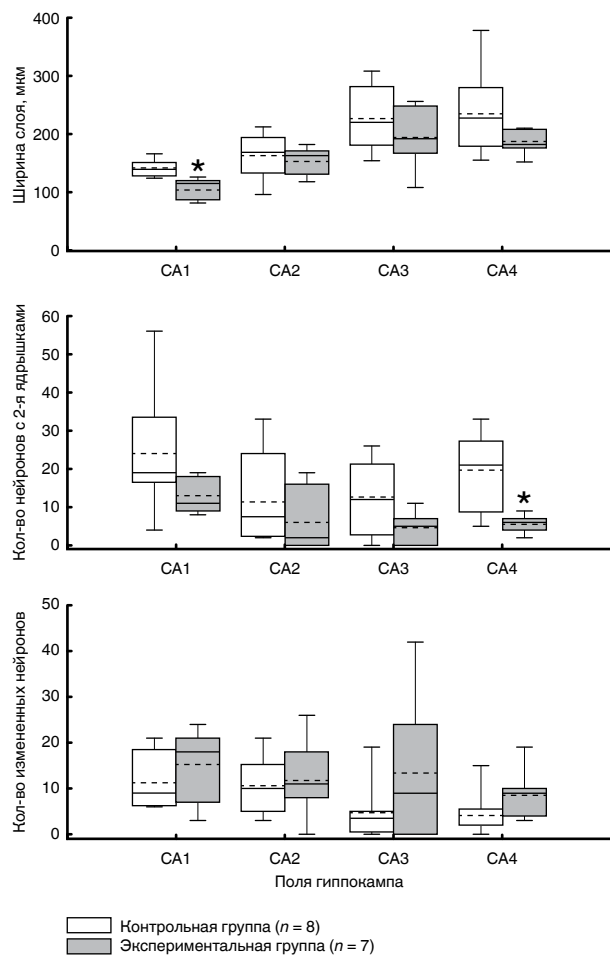 400
300
200
100
0
Ширина слоя, мкм
*
CA1 CA2 CA3 CA4
60
50
40
30
20
10
0
Кол-во нейронов с 2-я ядрышками
*
CA1 CA2 CA3 CA4
50
40
30
20
10
0
Кол-во измененных нейронов
CA1 CA2 CA3 CA4
Поля гиппокампа
Контрольная группа (n = 8)
Экспериментальная группа (n = 7)